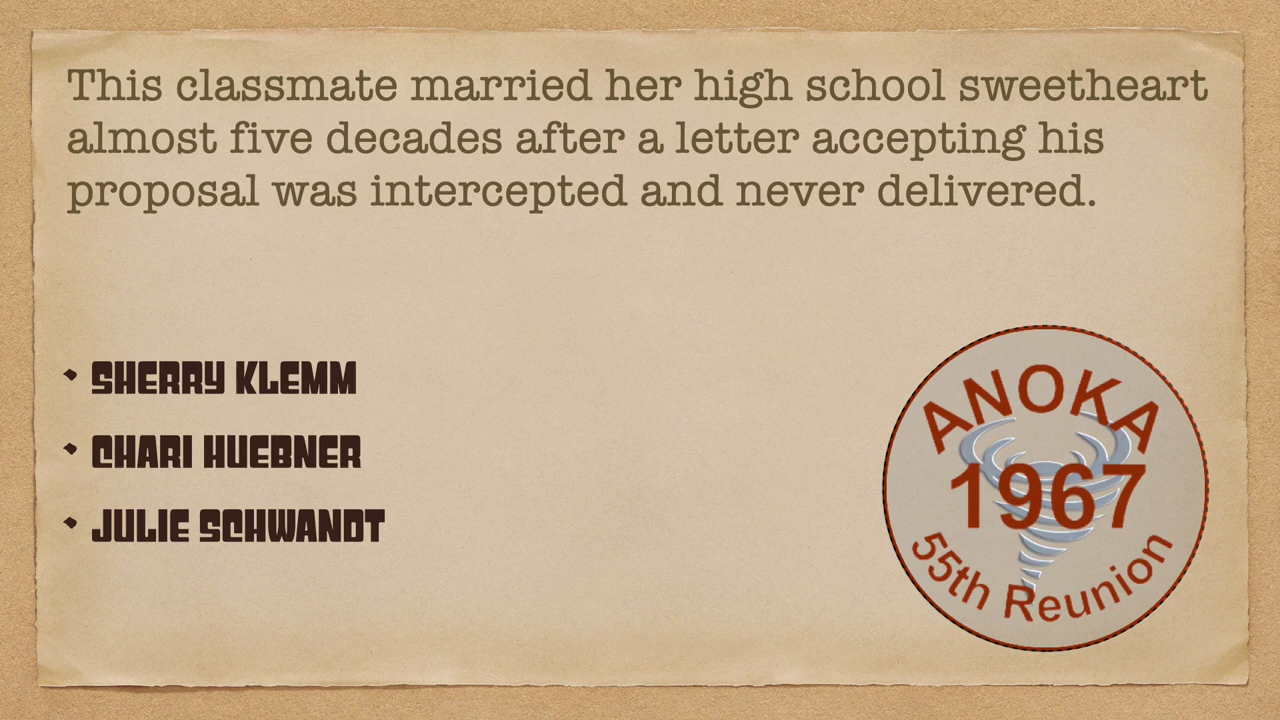 This classmate married her high school sweetheart
almost five decades after a letter accepting his
proposal was intercepted and never delivered.
• SHERRY KLEMM
• CHARI HUEBNER
• JULIE SCHWANDT
ANOKA
1967
55th Reunion